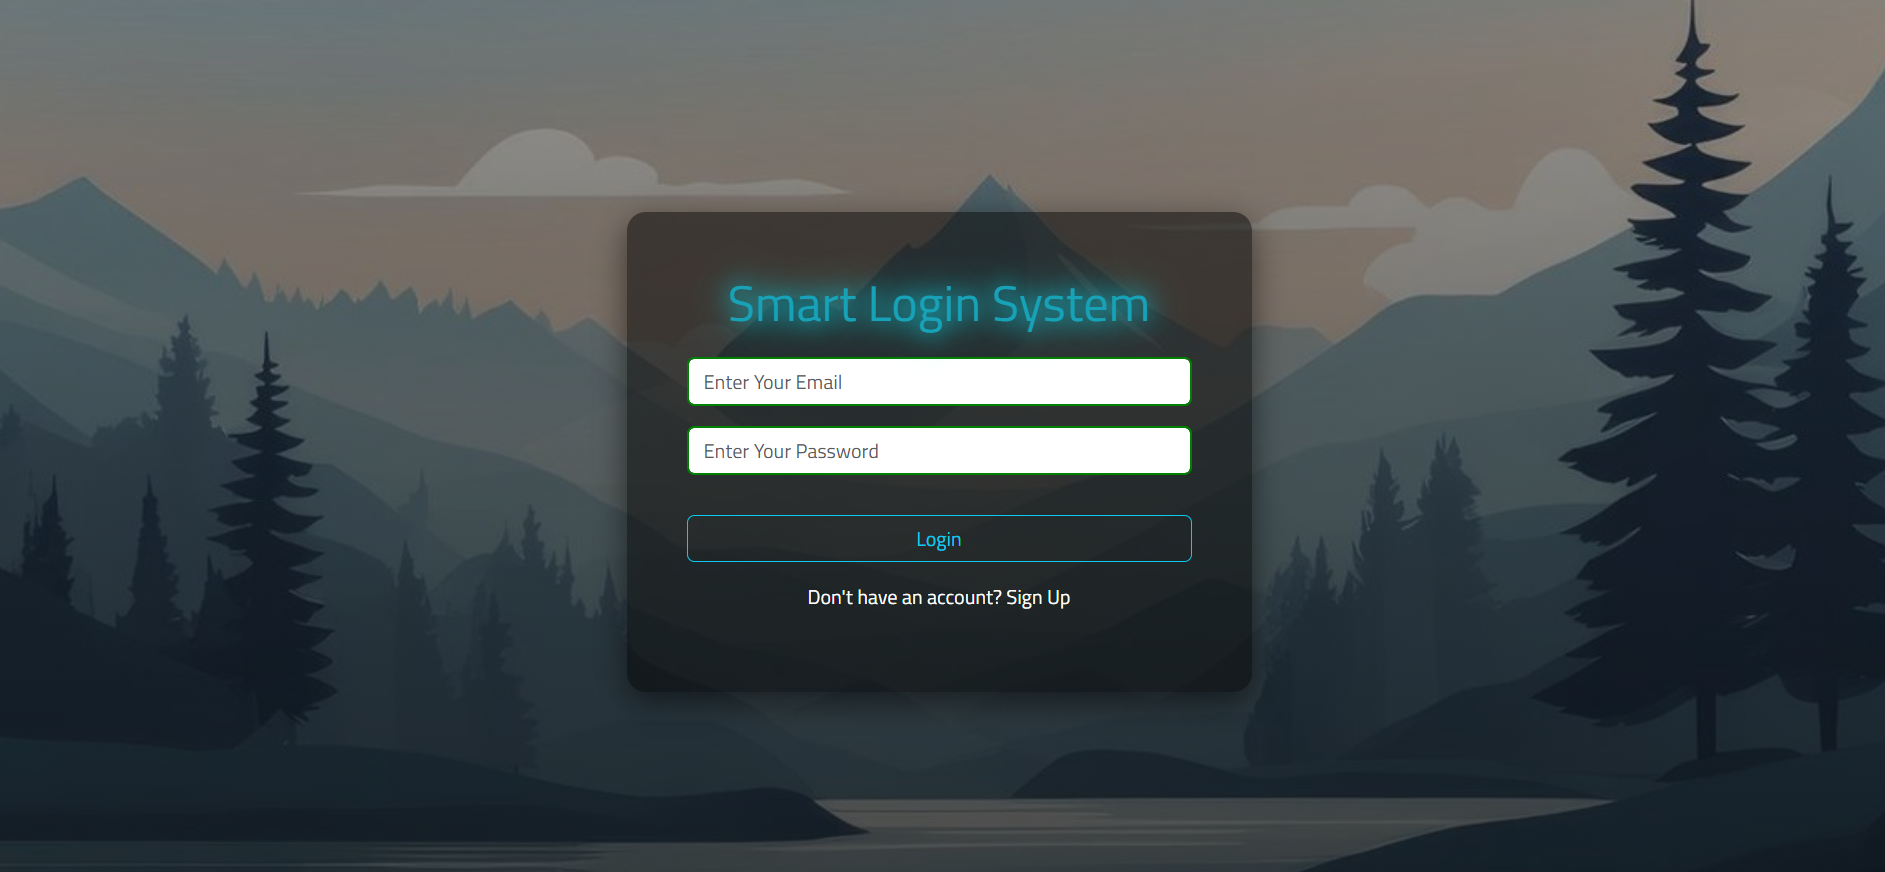 Smart Login System
Enter Your Email
Enter Your Password
Login
Don't have an account? Sign Up